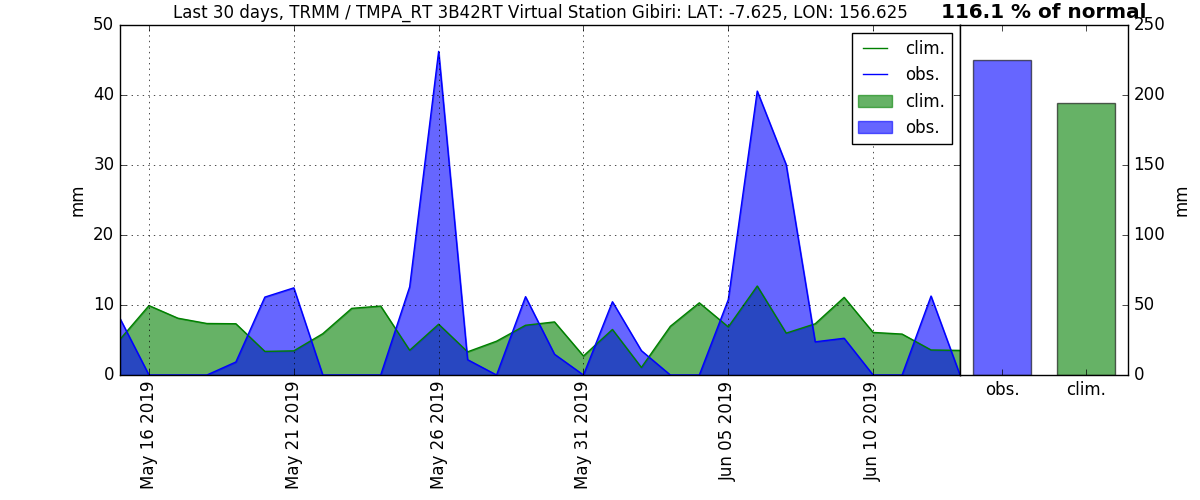 Last 30 days, TRMM / TMPA_RT 3B42RT Virtual Station Gibiri: LAT: -7.625, LON: 156.625
116.1 % of normal
50
40
30
20
10
0
mm
clim.
obs.
clim.
obs.
250
200
150
100
50
0
mm
May 16 2019
May 21 2019
May 26 2019
May 31 2019
Jun 05 2019
Jun 10 2019
obs.
clim.